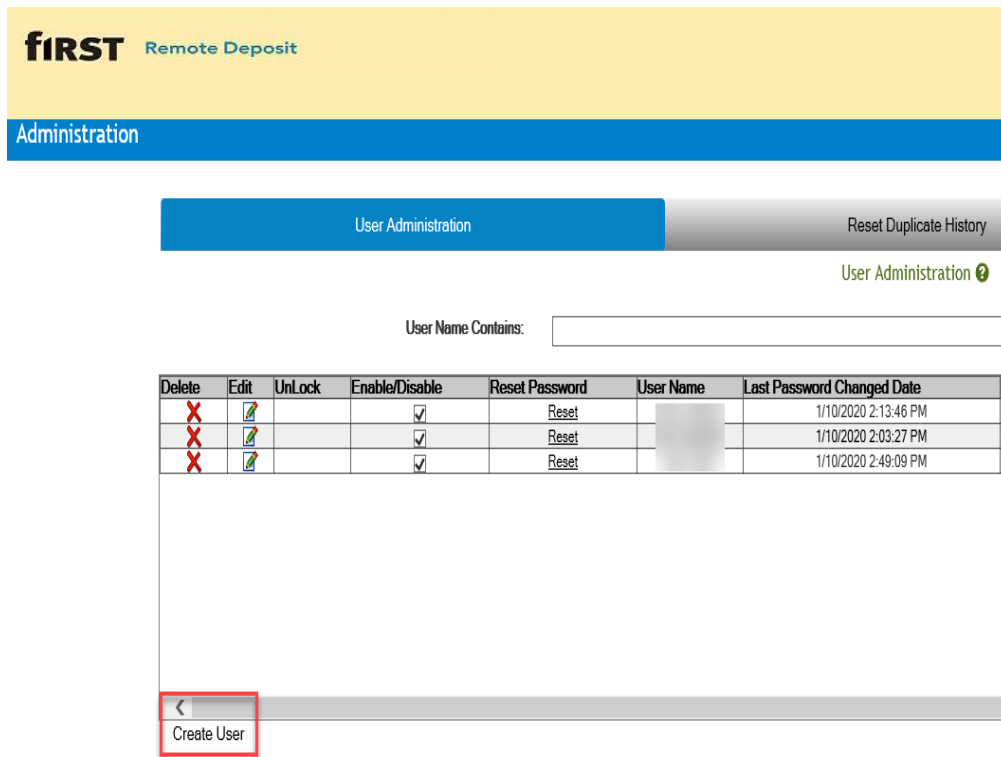 fIRST Remote Deposit
Administration
User Administration Reset Duplicate History
User Administration ?
User Name Contains:
Delete Edit UnLock Enable/Disable Reset Password User Name Last Password Changed Date
Reset 1/10/2020 2:13:46 PM
Reset 1/10/2020 2:03:27 PM
Reset 1/10/2020 2:49:09 PM
Create User